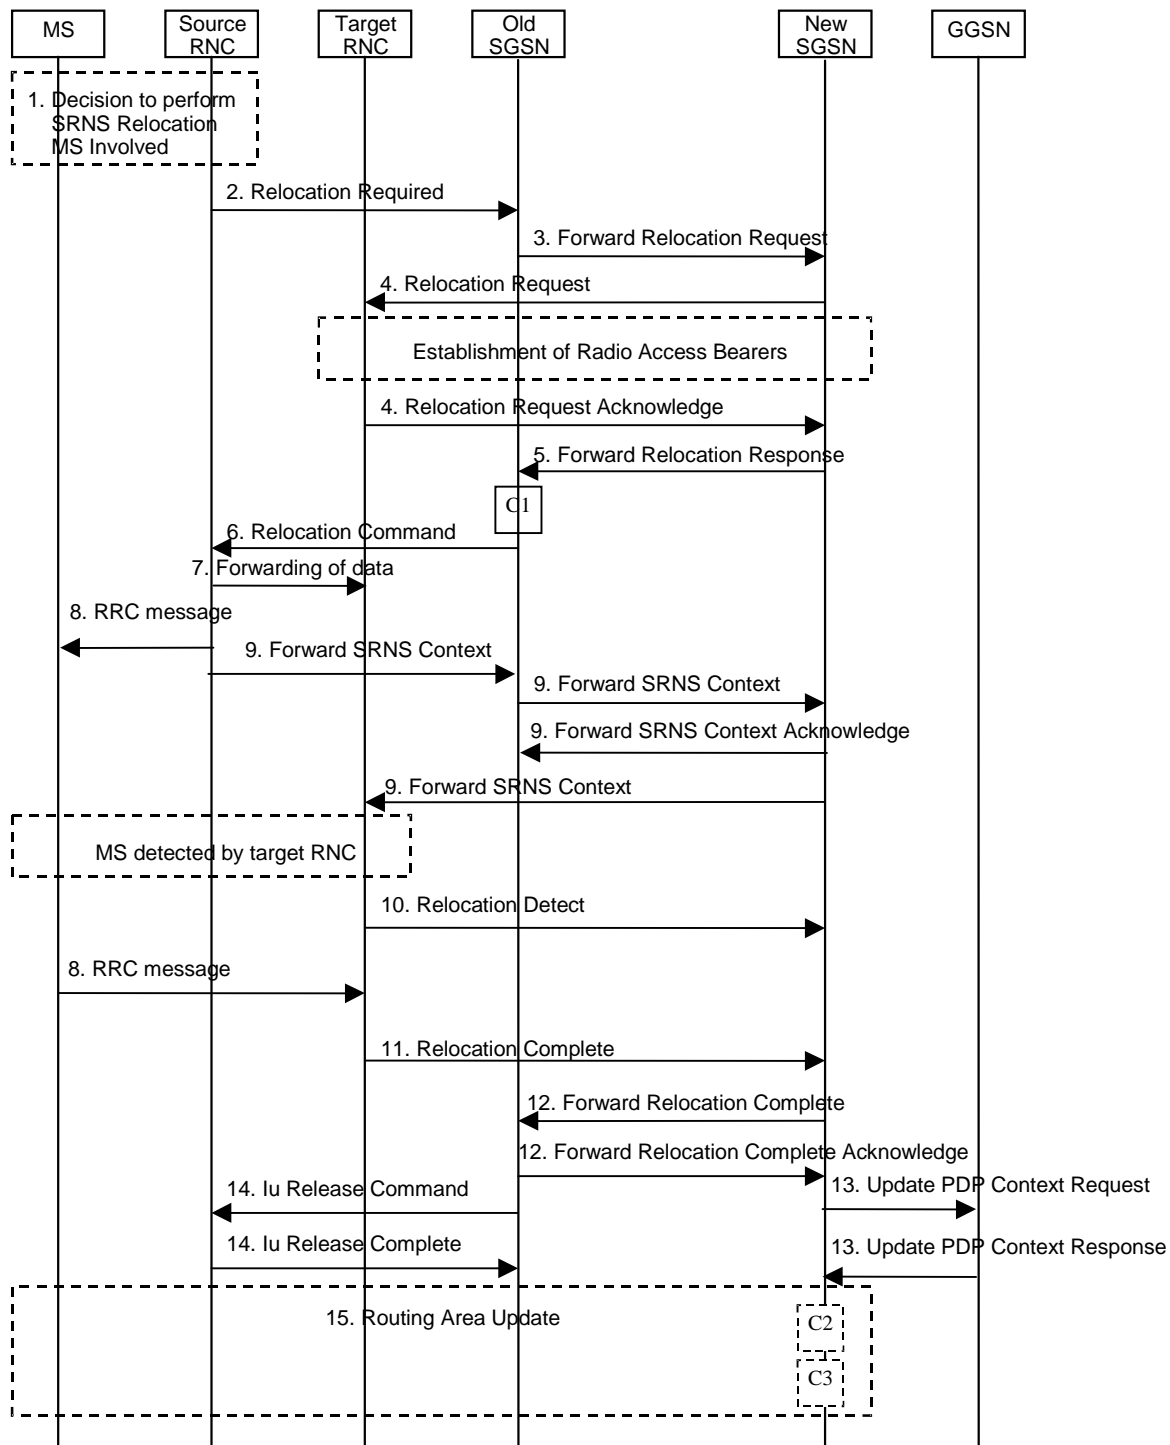 MS
Source
RNC
Target
RNC
Old
SGSN
New
SGSN
GGSN
1. Decision to perform
SRNS Relocation
MS Involved
2. Relocation Required
3. Forward Relocation Request
4. Relocation Request
Establishment of Radio Access Bearers
4. Relocation Request Acknowledge
5. Forward Relocation Response
C1
6. Relocation Command
7. Forwarding of data
8. RRC message
9. Forward SRNS Context
9. Forward SRNS Context
9. Forward SRNS Context Acknowledge
9. Forward SRNS Context
MS detected by target RNC
10. Relocation Detect
8. RRC message
11. Relocation Complete
12. Forward Relocation Complete
12. Forward Relocation Complete Acknowledge
14. Iu Release Command
13. Update PDP Context Request
14. Iu Release Complete
13. Update PDP Context Response
15. Routing Area Update
C2
C3